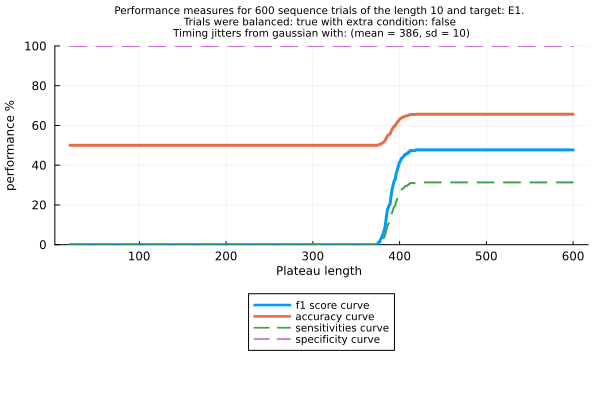 Performance measures for 600 sequence trials of the length 10 and target: E1.
Trials were balanced: true with extra condition: false
Timing jitters from gaussian with: (mean = 386, sd = 10)
100
80
60
40
20
0
performance %
100
200
300
400
500
600
Plateau length
f1 score curve
accuracy curve
sensitivities curve
specificity curve